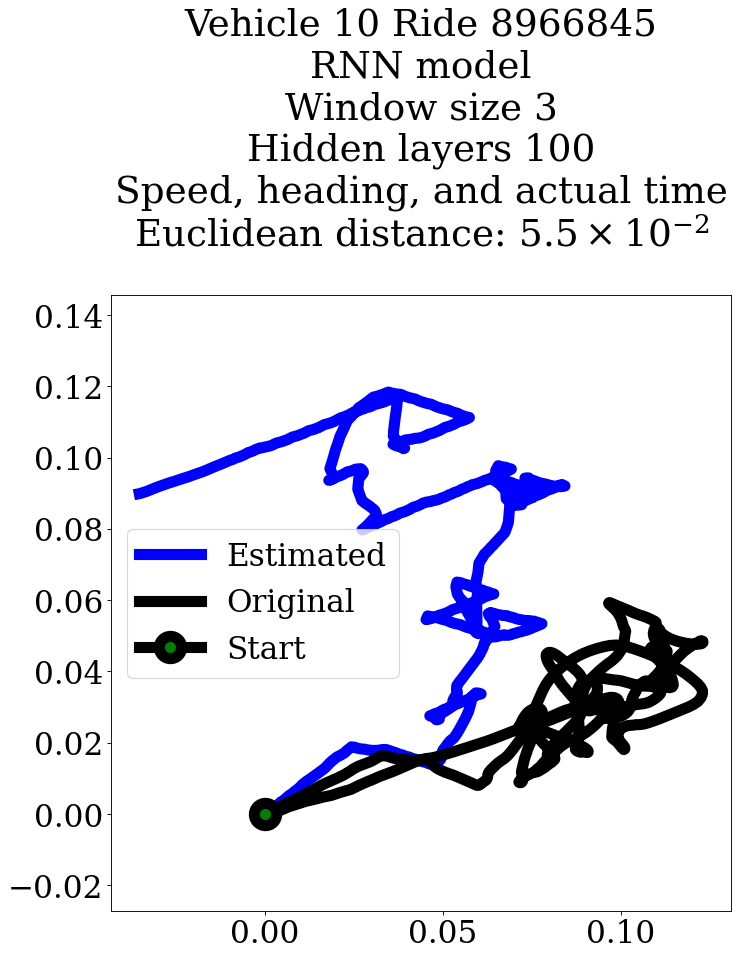 Vehicle 10 Ride 8966845
RNN model
Window size 3
Hidden layers 100
Speed, heading, and actual time
Euclidean distance: 5.5 × 10⁻²
0.14
0.12
0.10
0.08
0.06
0.04
0.02
0.00
−0.02
Estimated
Original
Start
0.00 0.05 0.10